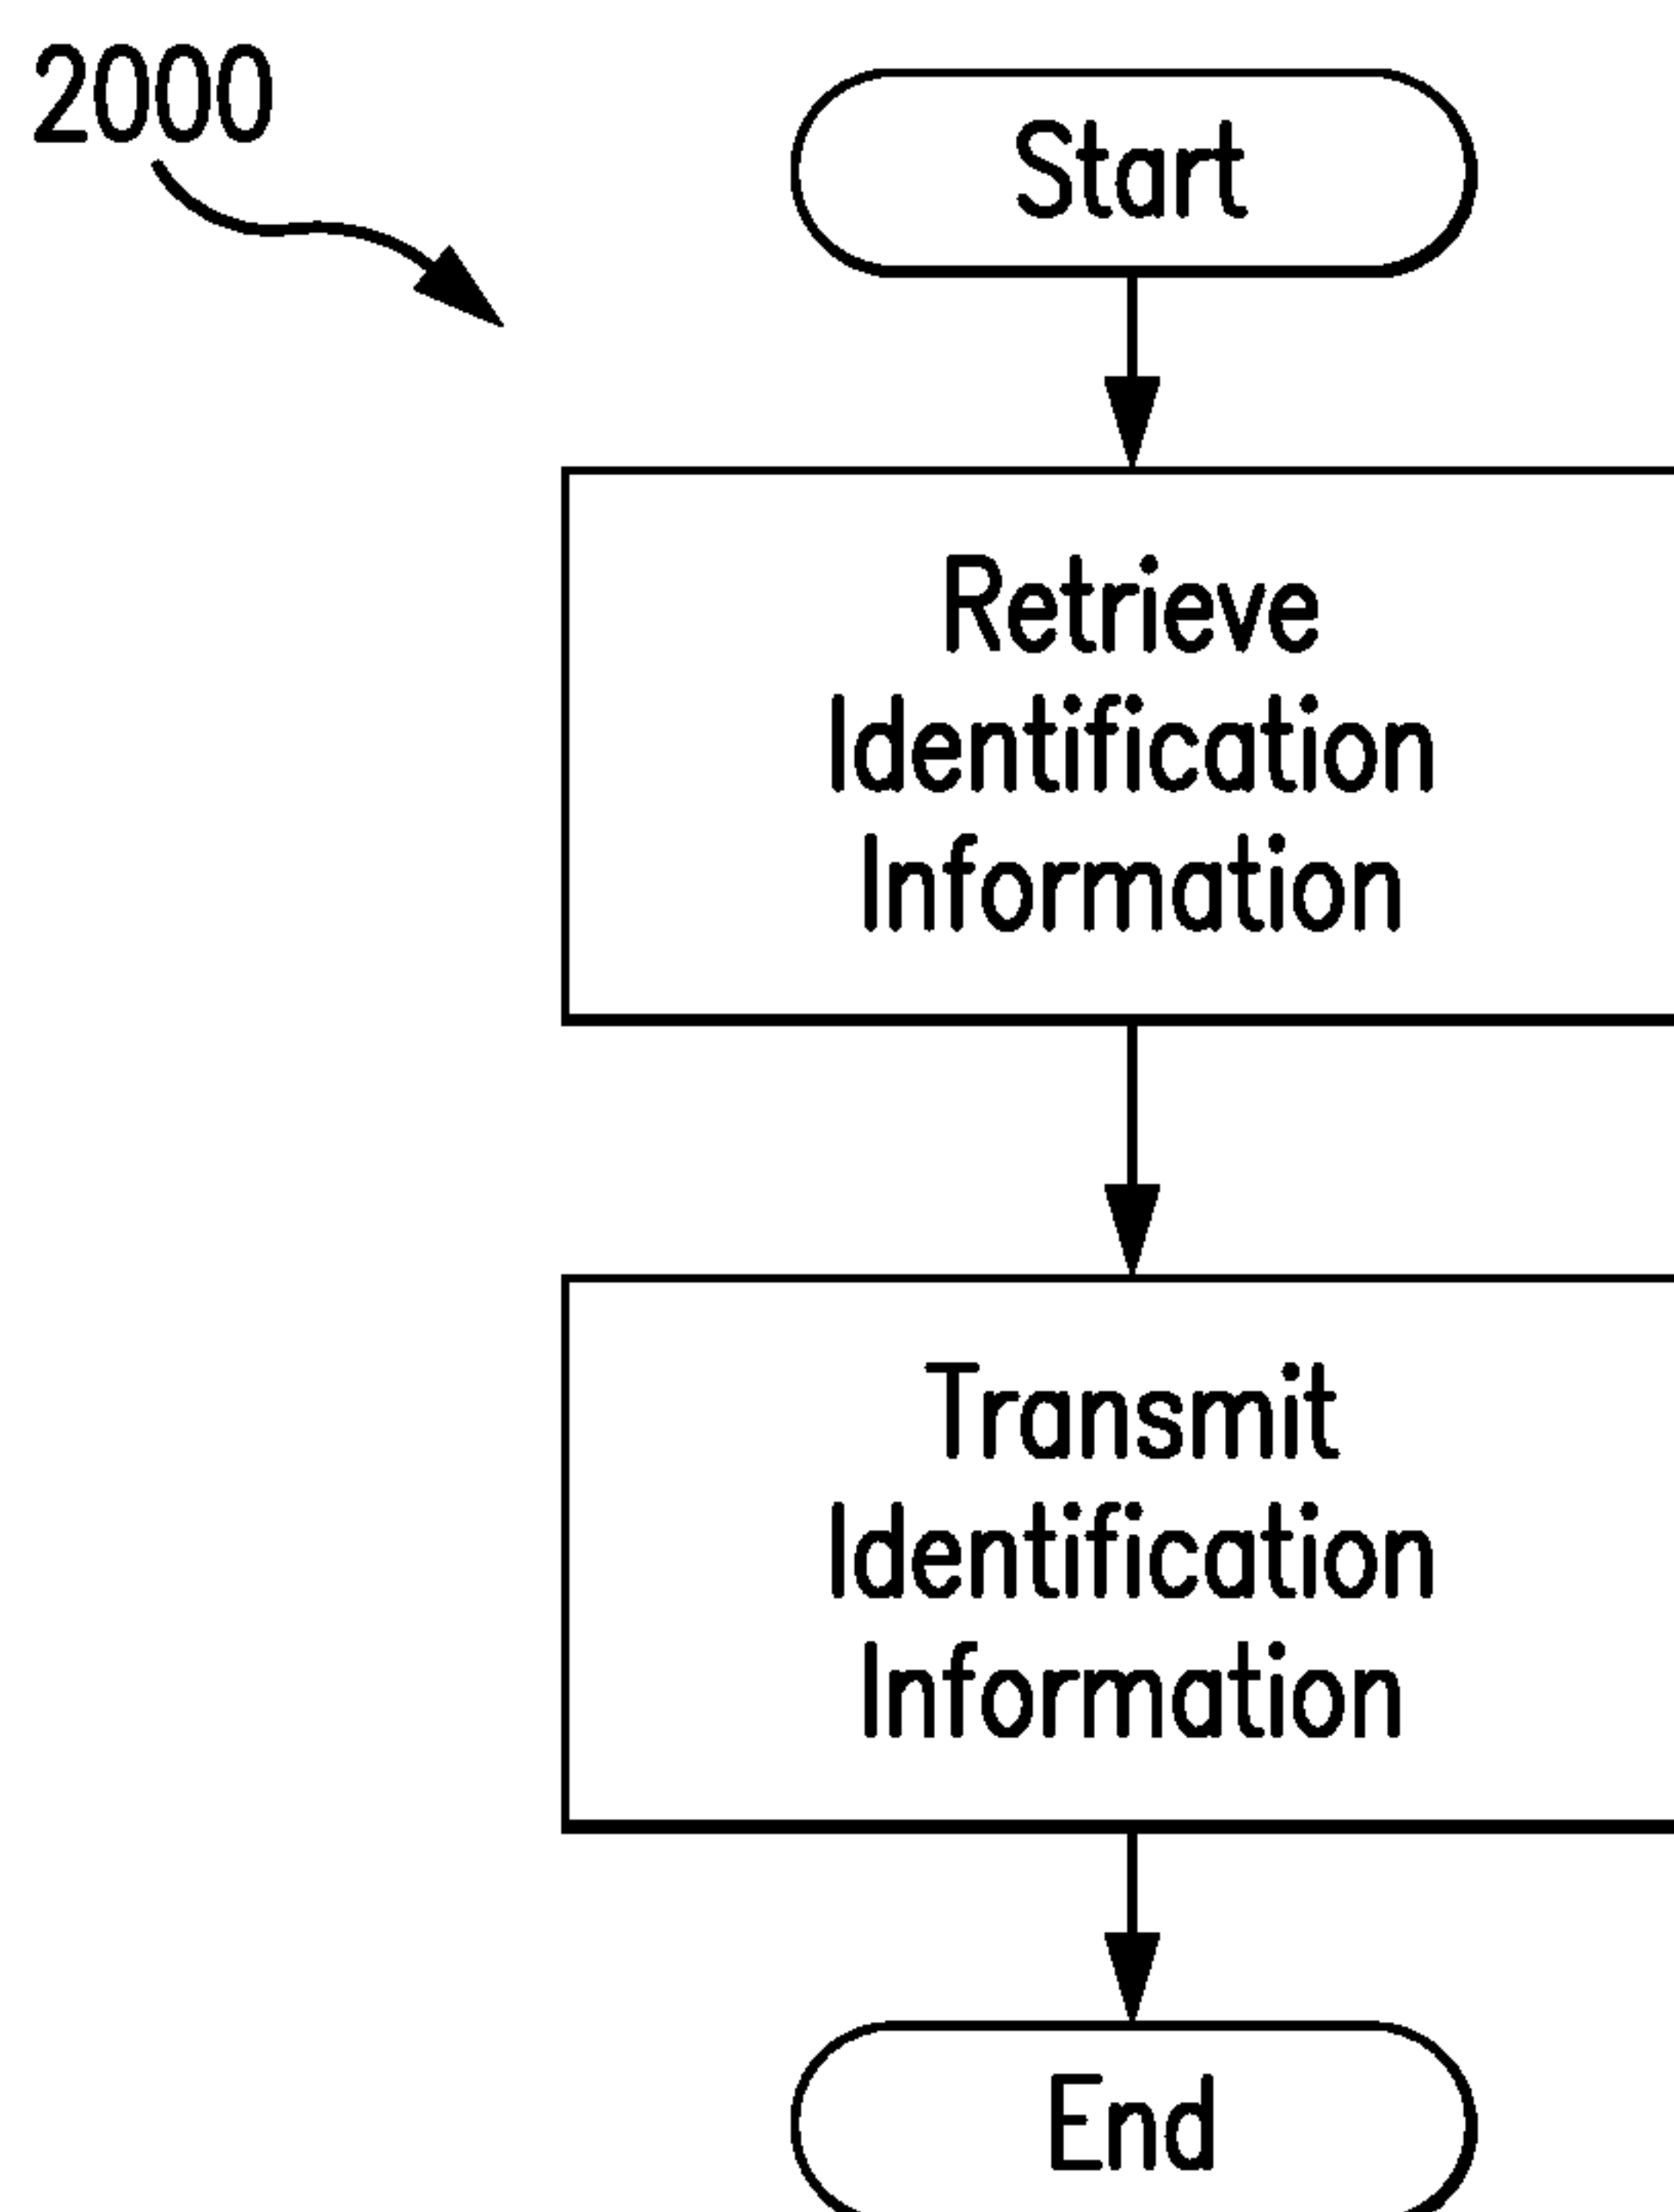 2000
Start
Retrieve
Identification
Information
Transmit
Identification
Information
End